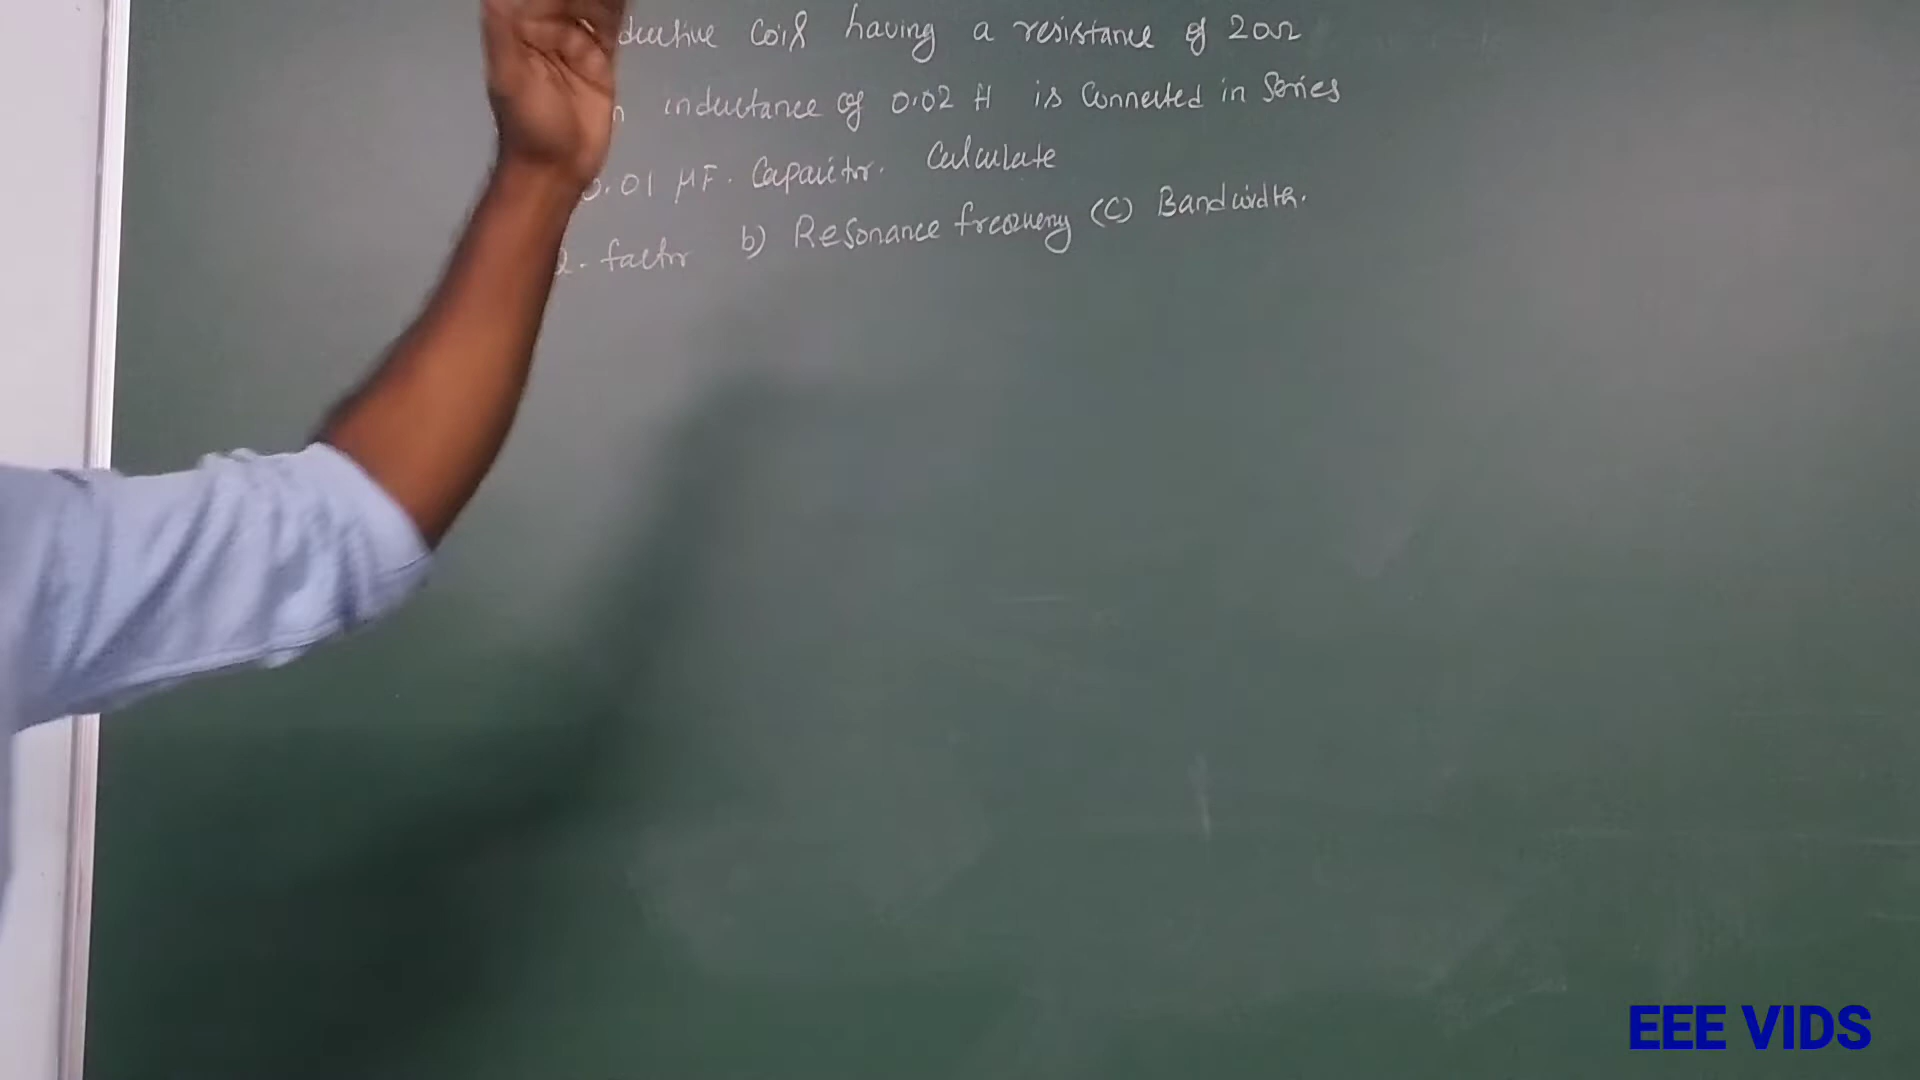 ductive Coil having a resistance of 20Ω
n inductance of 0.02 H is Connected in Series
0.01 μF. Capacitor. Calculate
Q. factor b) Resonance frequency (C) Bandwidth.
EEE VIDS